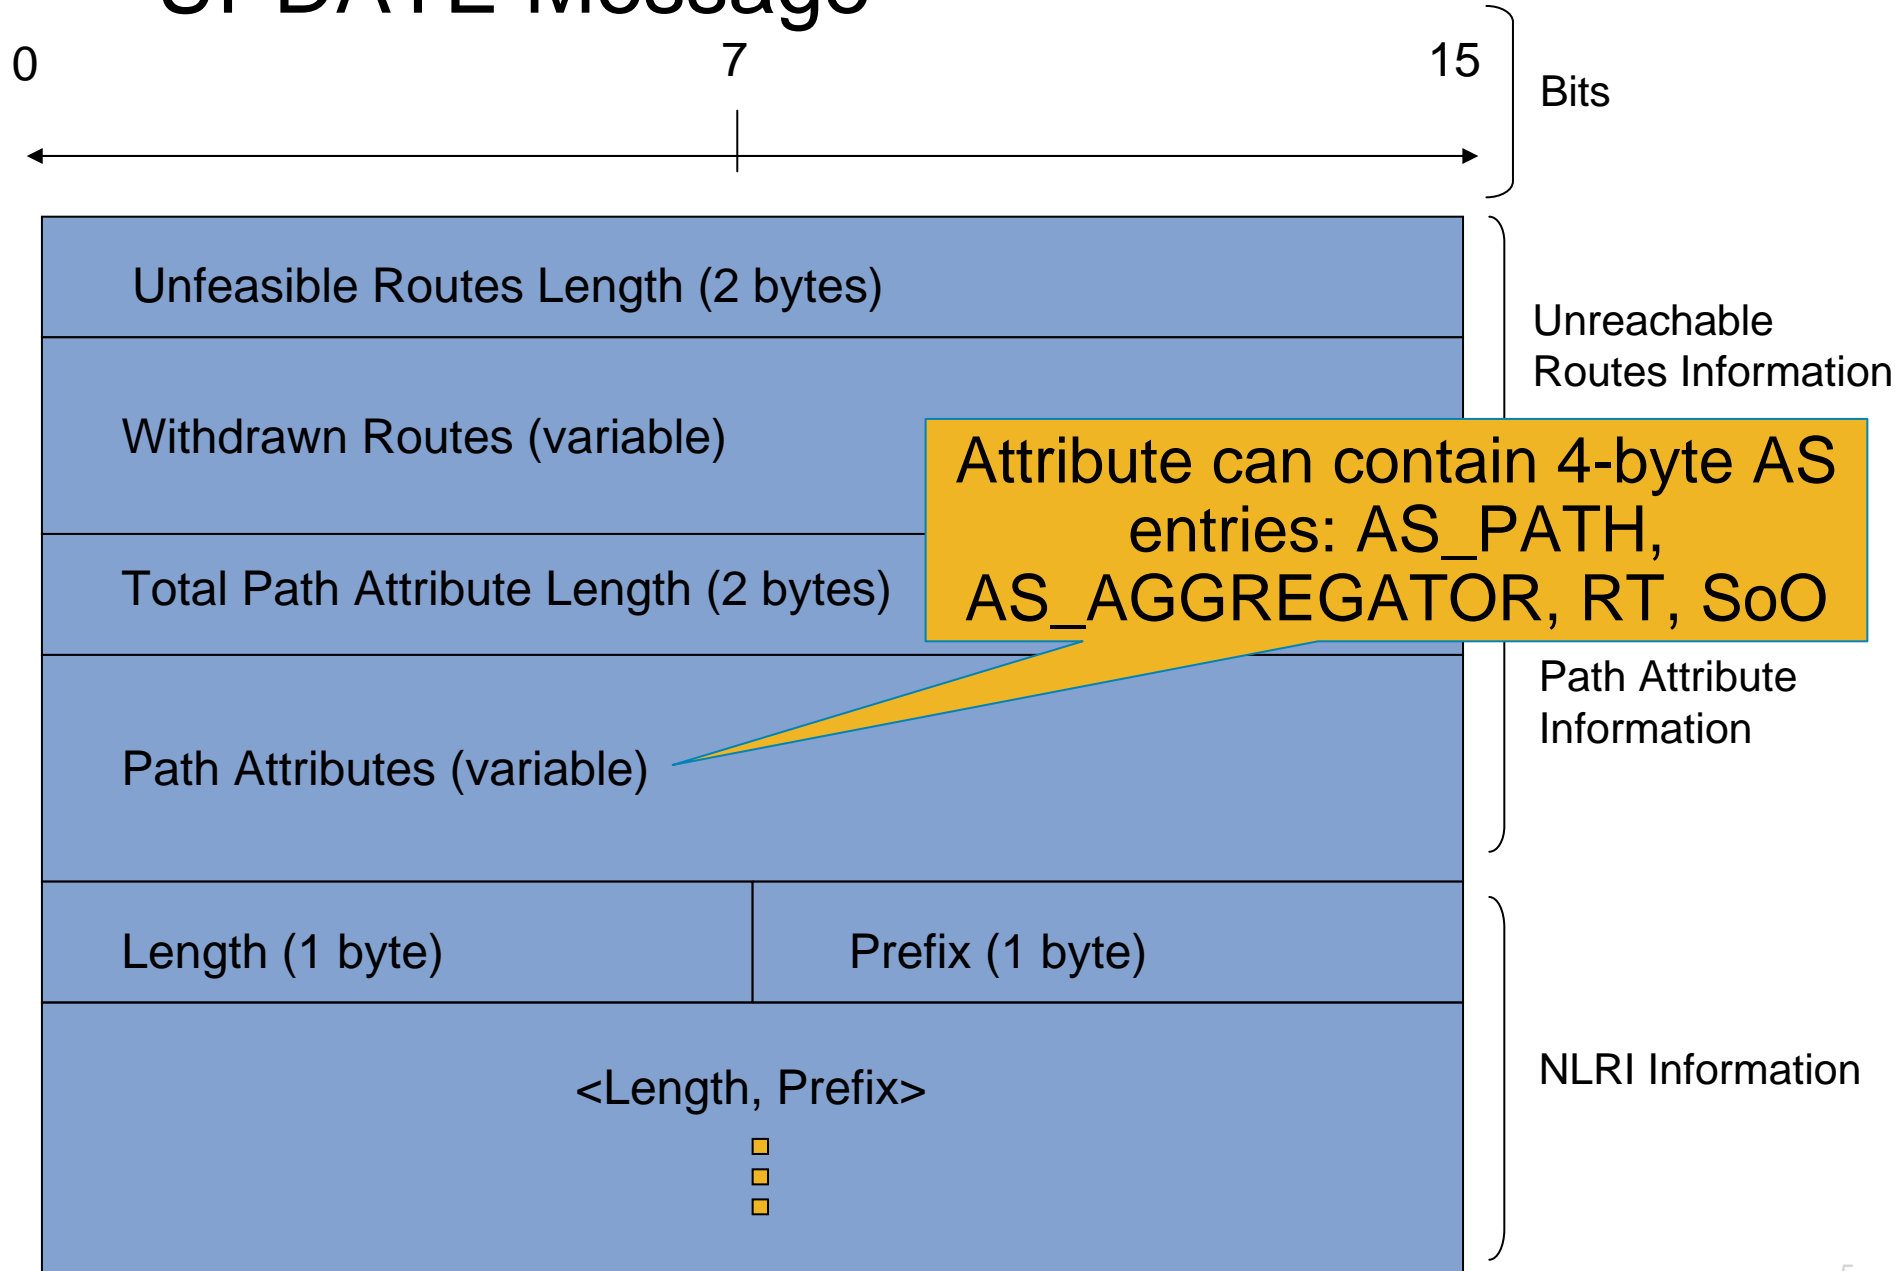 UPDATE Message
0 7 15
Bits
Unfeasible Routes Length (2 bytes)
Unreachable
Routes Information
Withdrawn Routes (variable)
Attribute can contain 4-byte AS
entries: AS_PATH,
AS_AGGREGATOR, RT, SoO
Total Path Attribute Length (2 bytes)
Path Attribute
Information
Path Attributes (variable)
Length (1 byte) Prefix (1 byte)
<Length, Prefix>
NLRI Information